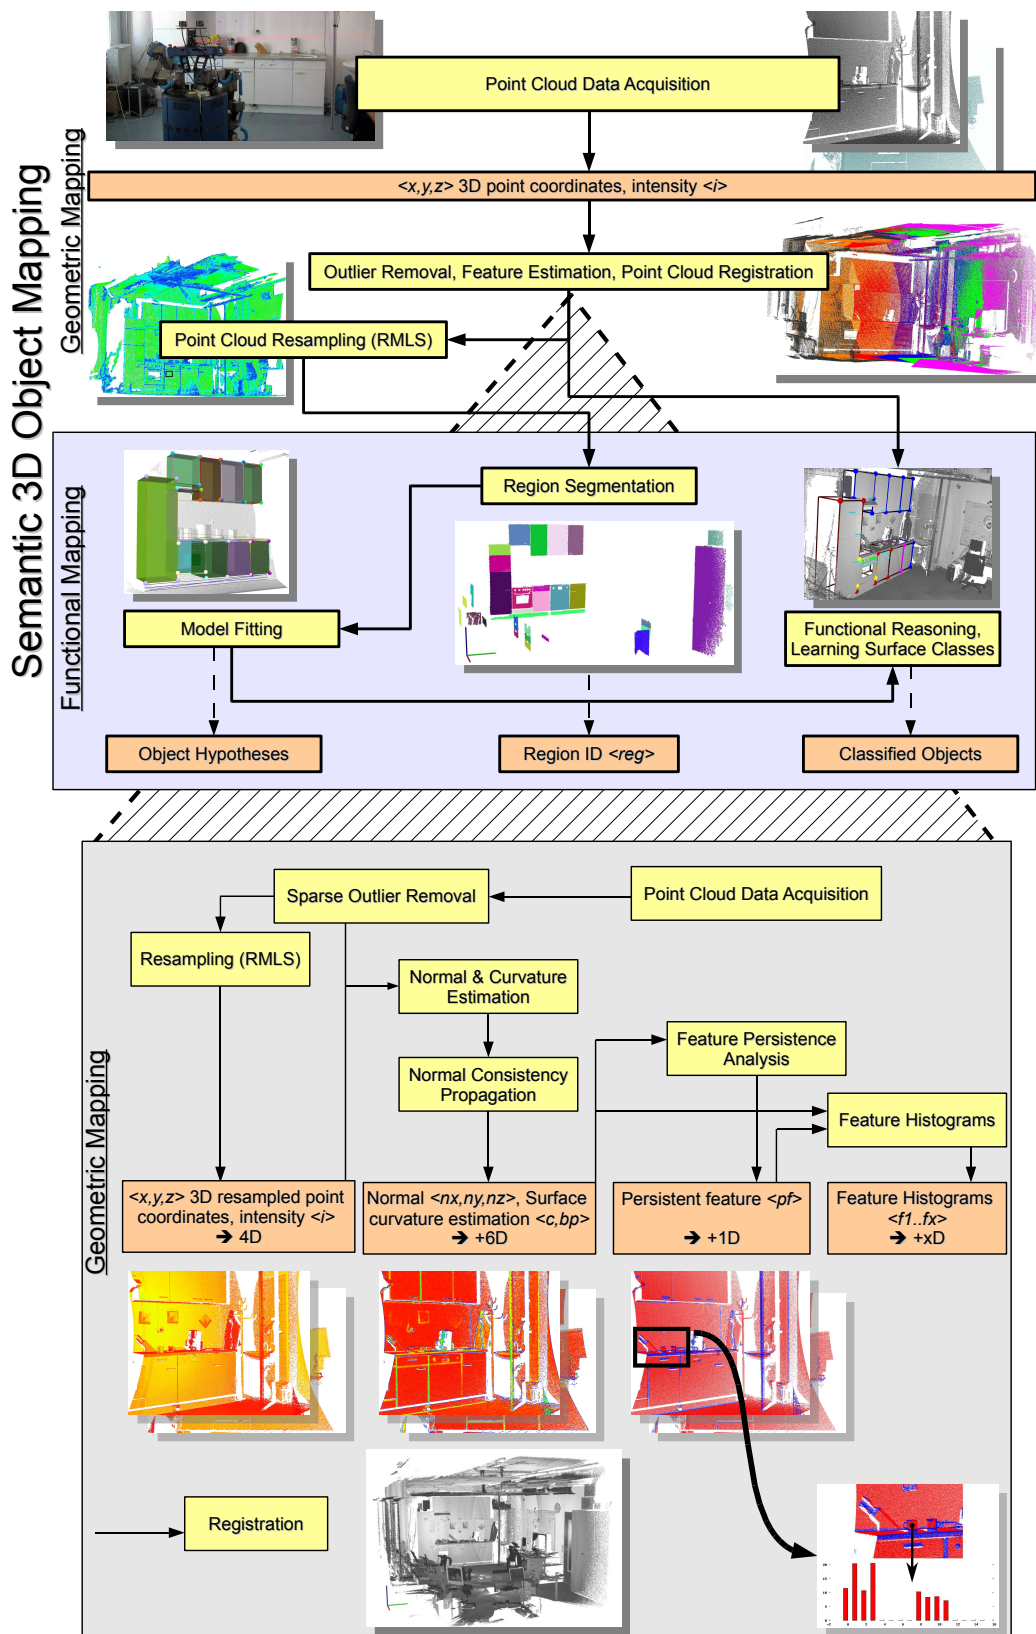 Semantic 3D Object Mapping
Geometric Mapping
Point Cloud Data Acquisition
<x,y,z> 3D point coordinates, intensity <i>
Outlier Removal, Feature Estimation, Point Cloud Registration
Point Cloud Resampling (RMLS)
Functional Mapping
Region Segmentation
Model Fitting
Functional Reasoning,
Learning Surface Classes
Object Hypotheses
Region ID <reg>
Classified Objects
Geometric Mapping
Sparse Outlier Removal
Point Cloud Data Acquisition
Resampling (RMLS)
Normal & Curvature
Estimation
Feature Persistence
Analysis
Normal Consistency
Propagation
Feature Histograms
<x,y,z> 3D resampled point
coordinates, intensity <i>
➔ 4D
Normal <nx,ny,nz>, Surface
curvature estimation <c,bp>
➔ +6D
Persistent feature <pf>
➔ +1D
Feature Histograms
<f1..fx>
➔ +xD
Registration